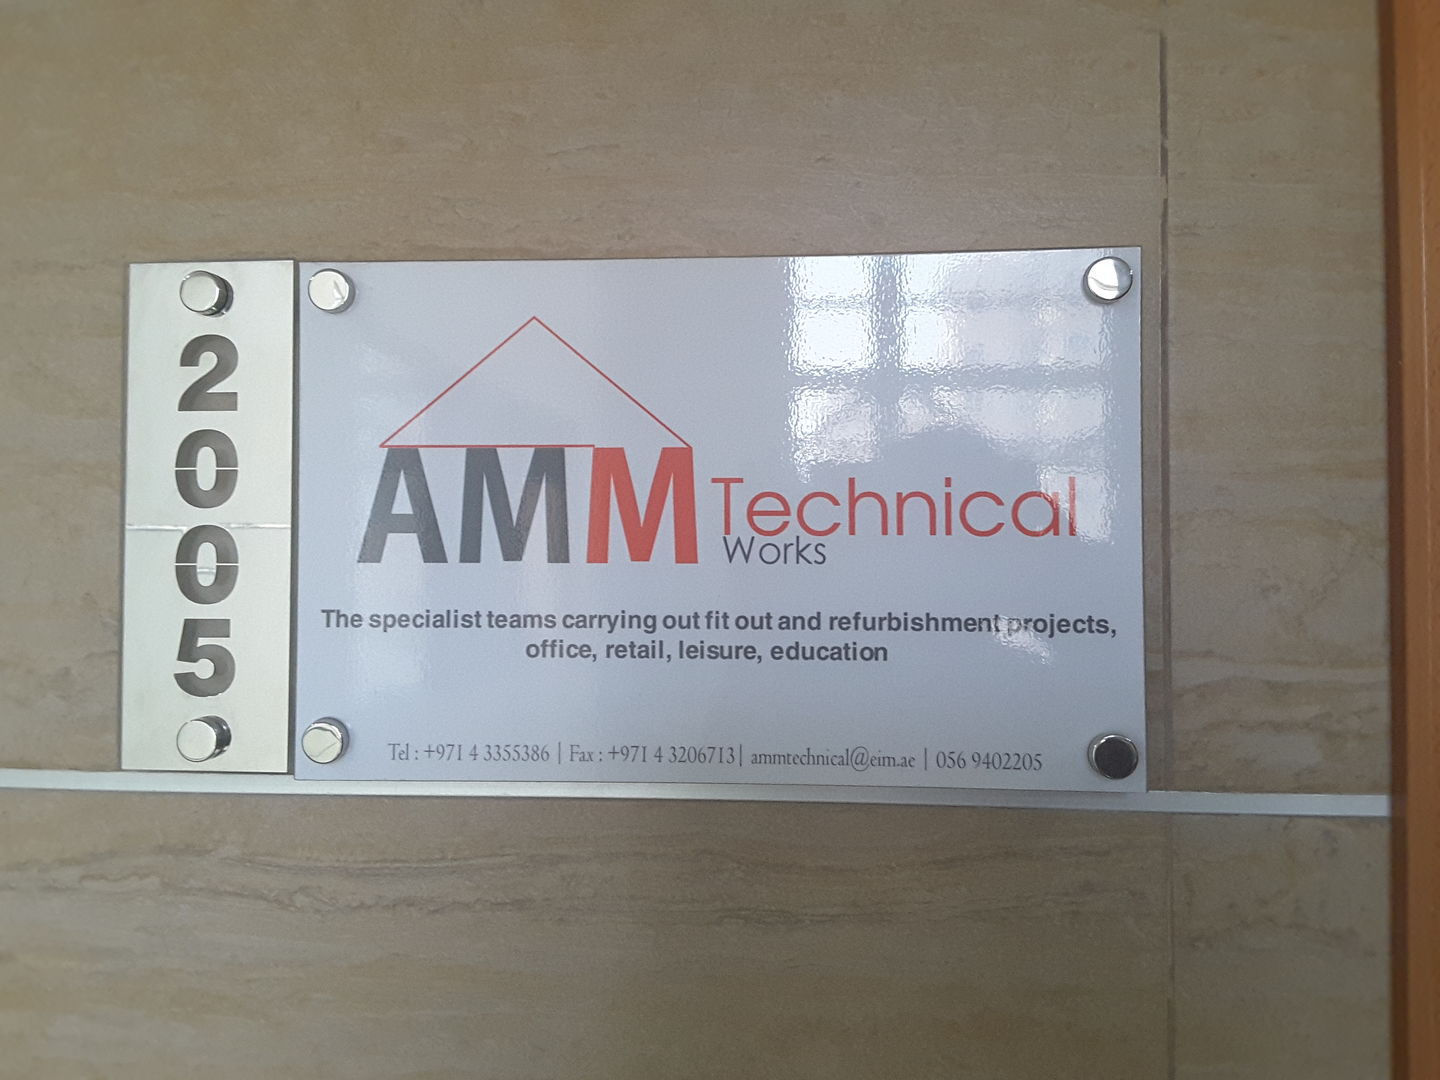 2005
AMM Technical
Works
The specialist teams carrying out fit out and refurbishment projects,
office, retail, leisure, education
Tel : +971 4 3355386 | Fax : +971 4 3206713 | ammtechnical@eim.ae | 056 9402205